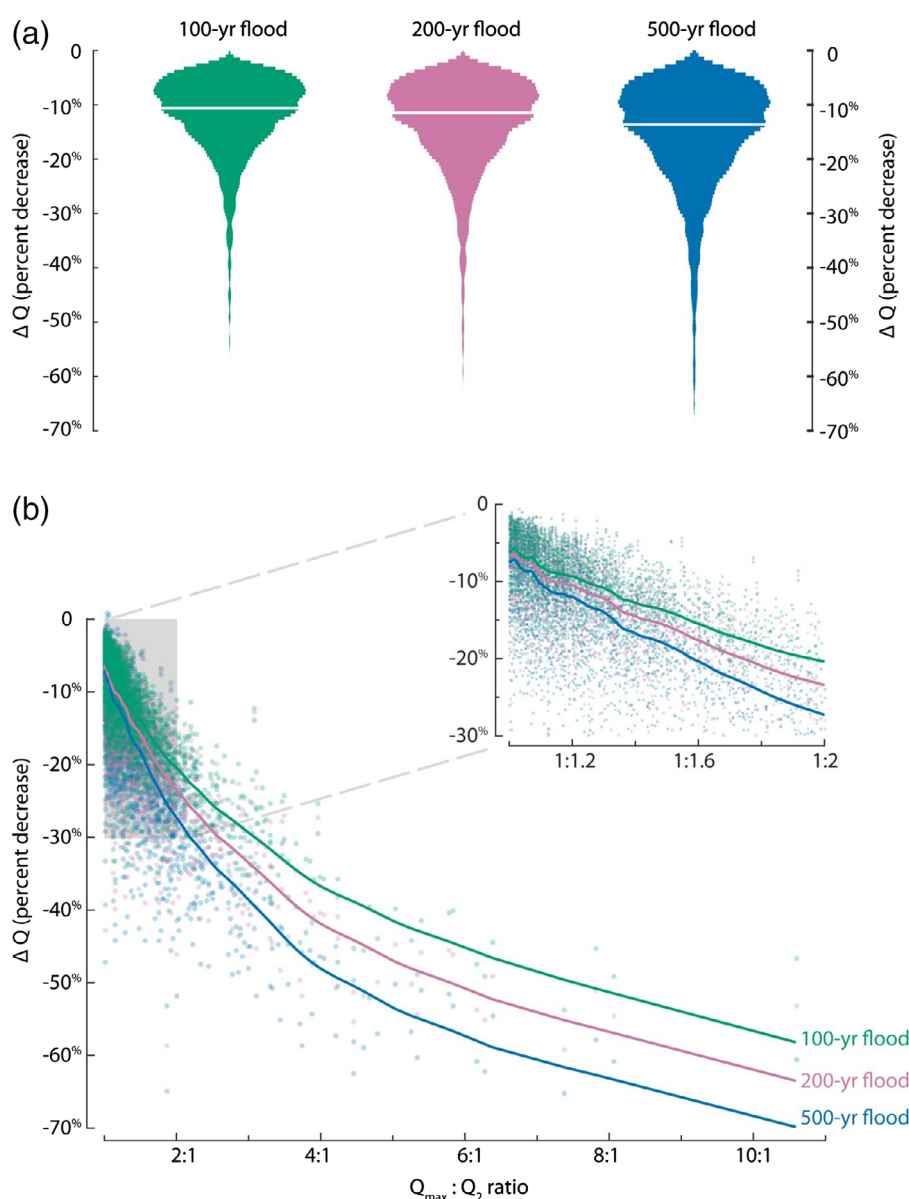 (a)
100-yr flood 200-yr flood 500-yr flood
0 0
-10% -10%
-20% -20%
-30% -30%
-40% -40%
-50% -50%
-60% -60%
-70% -70%
Δ Q (percent decrease)
Δ Q (percent decrease)
(b)
0
-10%
-20%
-30%
1:1.2 1:1.6 1:2
0
-10%
-20%
-30%
-40%
-50%
-60%
-70%
Δ Q (percent decrease)
100-yr flood
200-yr flood
500-yr flood
2:1 4:1 6:1 8:1 10:1
Qmax : Q2 ratio